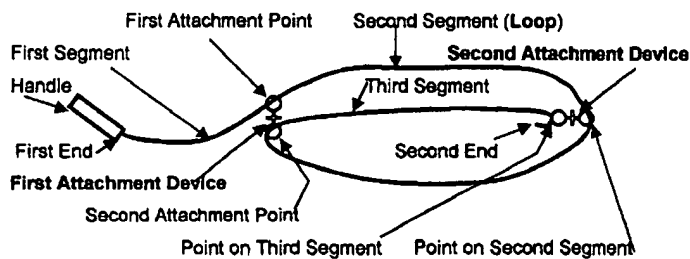 First Attachment Point
Second Segment (Loop)
Second Attachment Device
First Segment
Third Segment
Handle
First End
Second End
First Attachment Device
Second Attachment Point
Point on Third Segment
Point on Second Segment